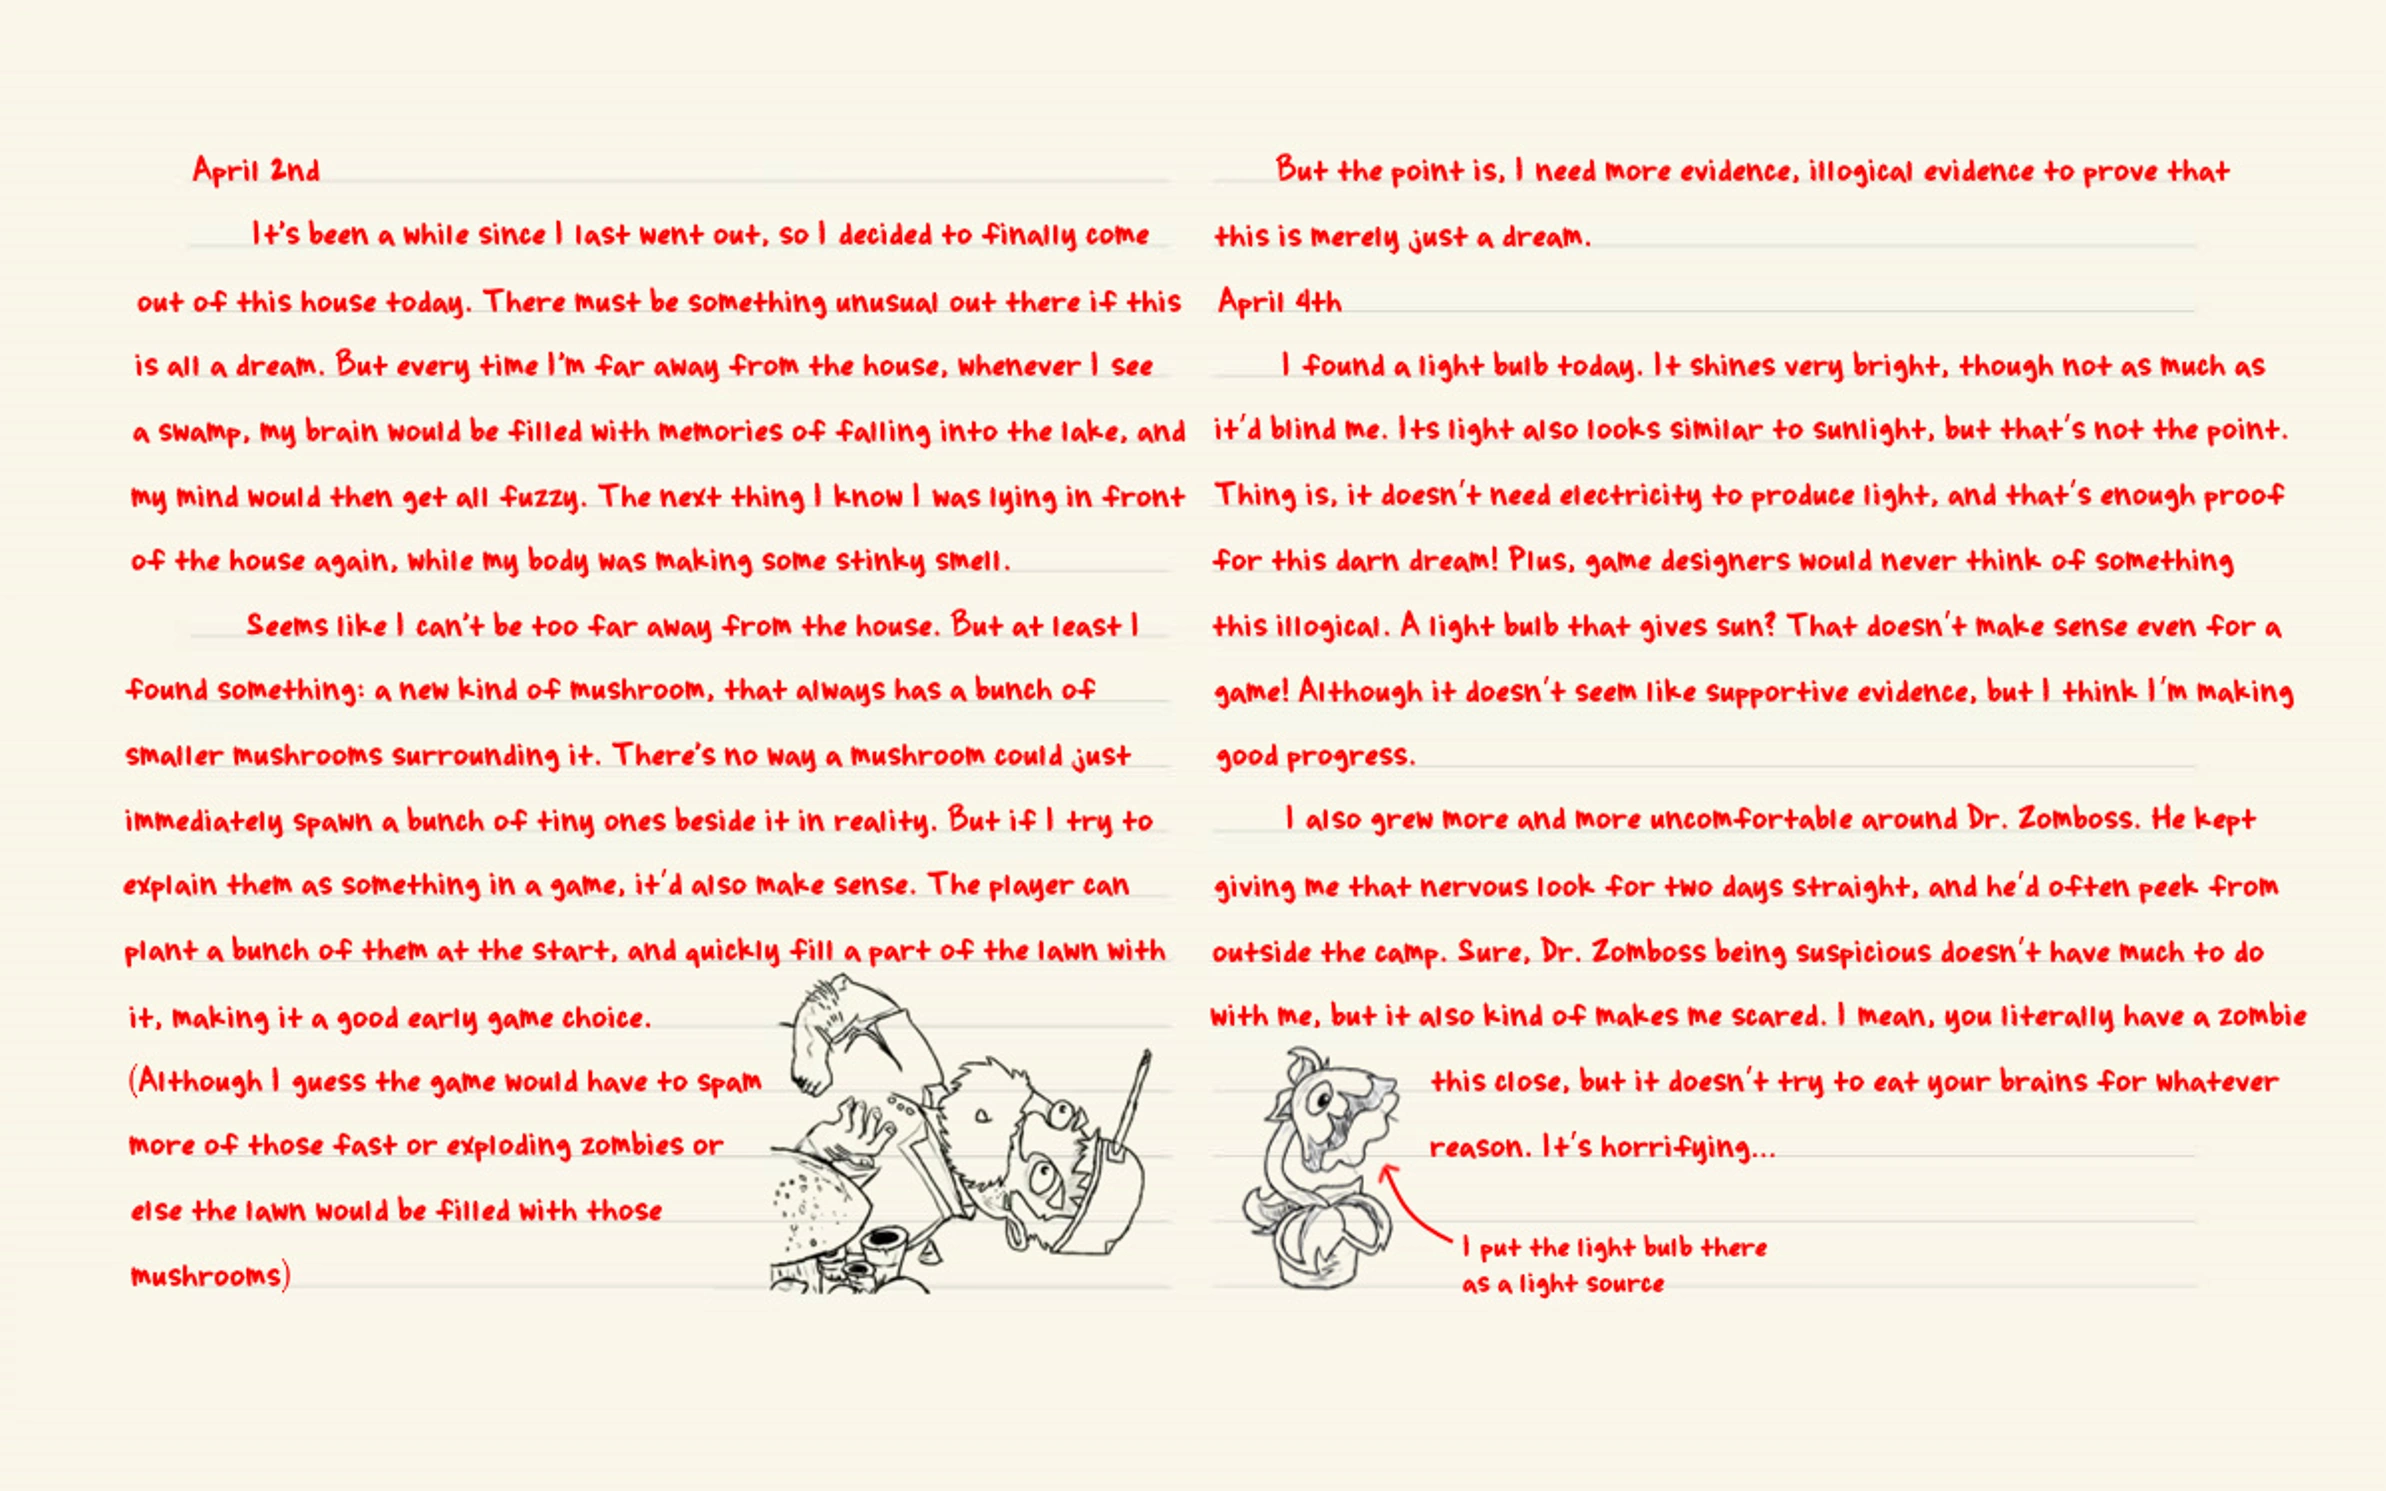 April 2nd
It's been a while since I last went out, so I decided to finally come
out of this house today. There must be something unusual out there if this
is all a dream. But every time I'm far away from the house, whenever I see
a swamp, my brain would be filled with memories of falling into the lake, and
my mind would then get all fuzzy. The next thing I know I was lying in front
of the house again, while my body was making some stinky smell.
Seems like I can't be too far away from the house. But at least I
found something: a new kind of mushroom, that always has a bunch of
smaller mushrooms surrounding it. There's no way a mushroom could just
immediately spawn a bunch of tiny ones beside it in reality. But if I try to
explain them as something in a game, it'd also make sense. The player can
plant a bunch of them at the start, and quickly fill a part of the lawn with
it, making it a good early game choice.
(Although I guess the game would have to spam
more of those fast or exploding zombies or
else the lawn would be filled with those
mushrooms)
But the point is, I need more evidence, illogical evidence to prove that
this is merely just a dream.
April 4th
I found a light bulb today. It shines very bright, though not as much as
it'd blind me. Its light also looks similar to sunlight, but that's not the point.
Thing is, it doesn't need electricity to produce light, and that's enough proof
for this darn dream! Plus, game designers would never think of something
this illogical. A light bulb that gives sun? That doesn't make sense even for a
game! Although it doesn't seem like supportive evidence, but I think I'm making
good progress.
I also grew more and more uncomfortable around Dr. Zomboss. He kept
giving me that nervous look for two days straight, and he'd often peek from
outside the camp. Sure, Dr. Zomboss being suspicious doesn't have much to do
with me, but it also kind of makes me scared. I mean, you literally have a zombie
this close, but it doesn't try to eat your brains for whatever
reason. It's horrifying...
I put the light bulb there
as a light source